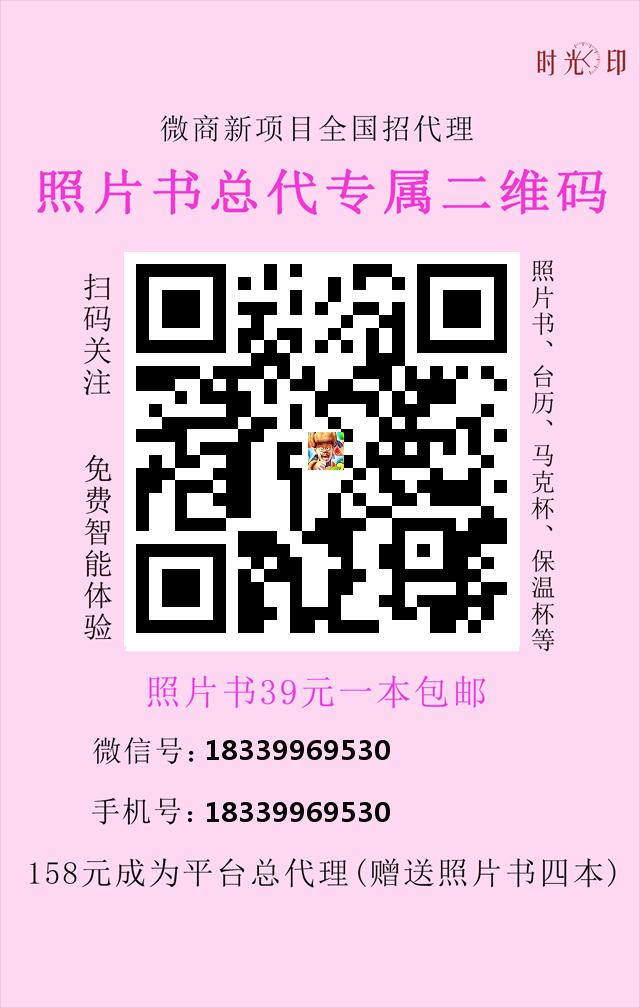 时光印
微商新项目全国招代理
照片书总代专属二维码
扫码关注 免费智能体验
照片书、台历、马克杯、保温杯等
照片书39元一本包邮
微信号：18339969530
手机号：18339969530
158元成为平台总代理(赠送照片书四本)